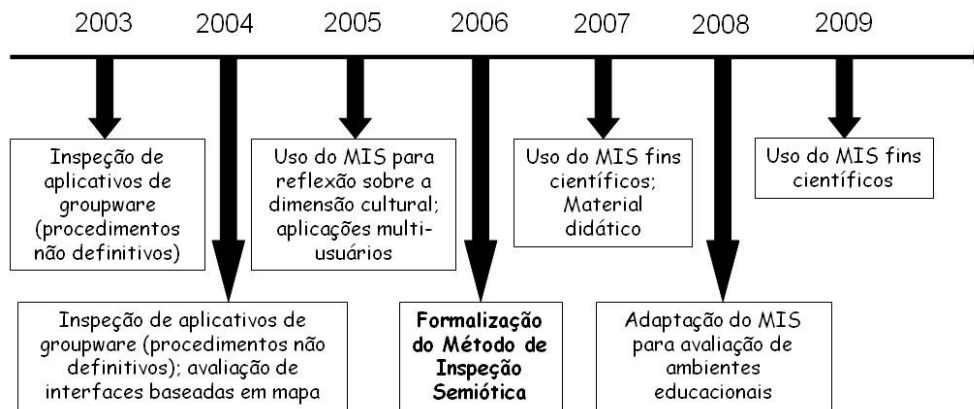 2003 2004 2005 2006 2007 2008 2009
Inspeção de
aplicativos de
groupware
(procedimentos
não definitivos)
Uso do MIS para
reflexão sobre a
dimensão cultural;
aplicações multi-
usuários
Uso do MIS fins
científicos;
Material
didático
Uso do MIS fins
científicos
Inspeção de aplicativos de
groupware (procedimentos não
definitivos); avaliação de
interfaces baseadas em mapa
Formalização
do Método de
Inspeção
Semiótica
Adaptação do MIS
para avaliação de
ambientes
educacionais